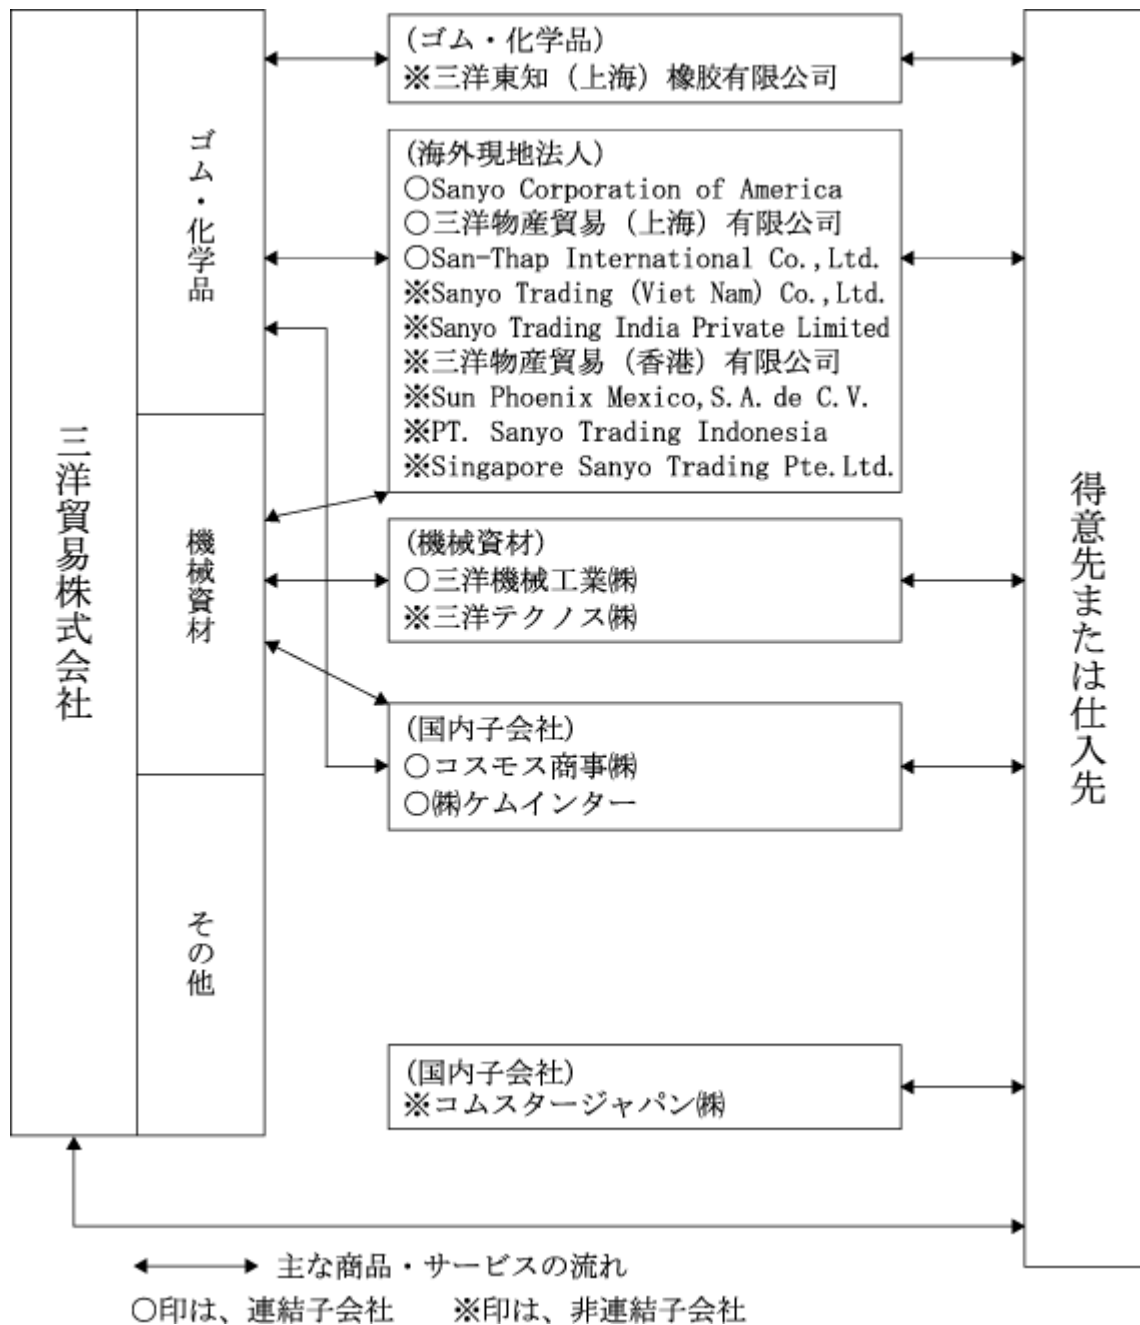 三洋貿易株式会社
ゴム・化学品
機械資材
その他
(ゴム・化学品)
※三洋東知（上海）橡胶有限公司
(海外現地法人)
○Sanyo Corporation of America
○三洋物産貿易（上海）有限公司
○San-Thap International Co.,Ltd.
※Sanyo Trading (Viet Nam) Co.,Ltd.
※Sanyo Trading India Private Limited
※三洋物産貿易（香港）有限公司
※Sun Phoenix Mexico,S.A.de C.V.
※PT. Sanyo Trading Indonesia
※Singapore Sanyo Trading Pte.Ltd.
(機械資材)
○三洋機械工業㈱
※三洋テクノス㈱
(国内子会社)
○コスモス商事㈱
○㈱ケムインター
(国内子会社)
※コムスタージャパン㈱
得意先または仕入先
主な商品・サービスの流れ
○印は、連結子会社　　※印は、非連結子会社